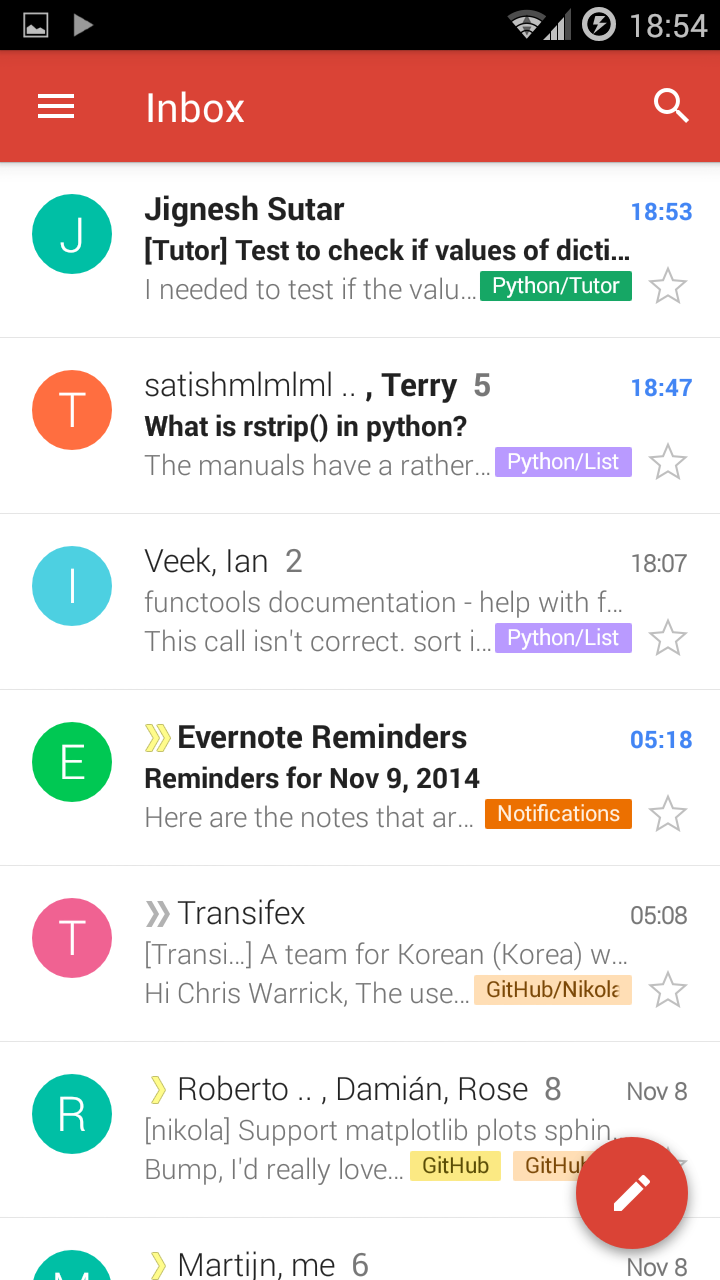 18:54
Inbox
J
Jignesh Sutar
18:53
[Tutor] Test to check if values of dicti...
I needed to test if the valu...
Python/Tutor
T
satishmlmlml .. , Terry 5
18:47
What is rstrip() in python?
The manuals have a rather...
Python/List
I
Veek, Ian 2
18:07
functools documentation - help with f...
This call isn't correct. sort i...
Python/List
E
Evernote Reminders
05:18
Reminders for Nov 9, 2014
Here are the notes that ar...
Notifications
T
Transifex
05:08
[Transi...] A team for Korean (Korea) w...
Hi Chris Warrick, The use...
GitHub/Nikola
R
Roberto .. , Damián, Rose 8
Nov 8
[nikola] Support matplotlib plots sphin...
Bump, I'd really love...
GitHub
GitHub
M
Martijn, me 6
Nov 8